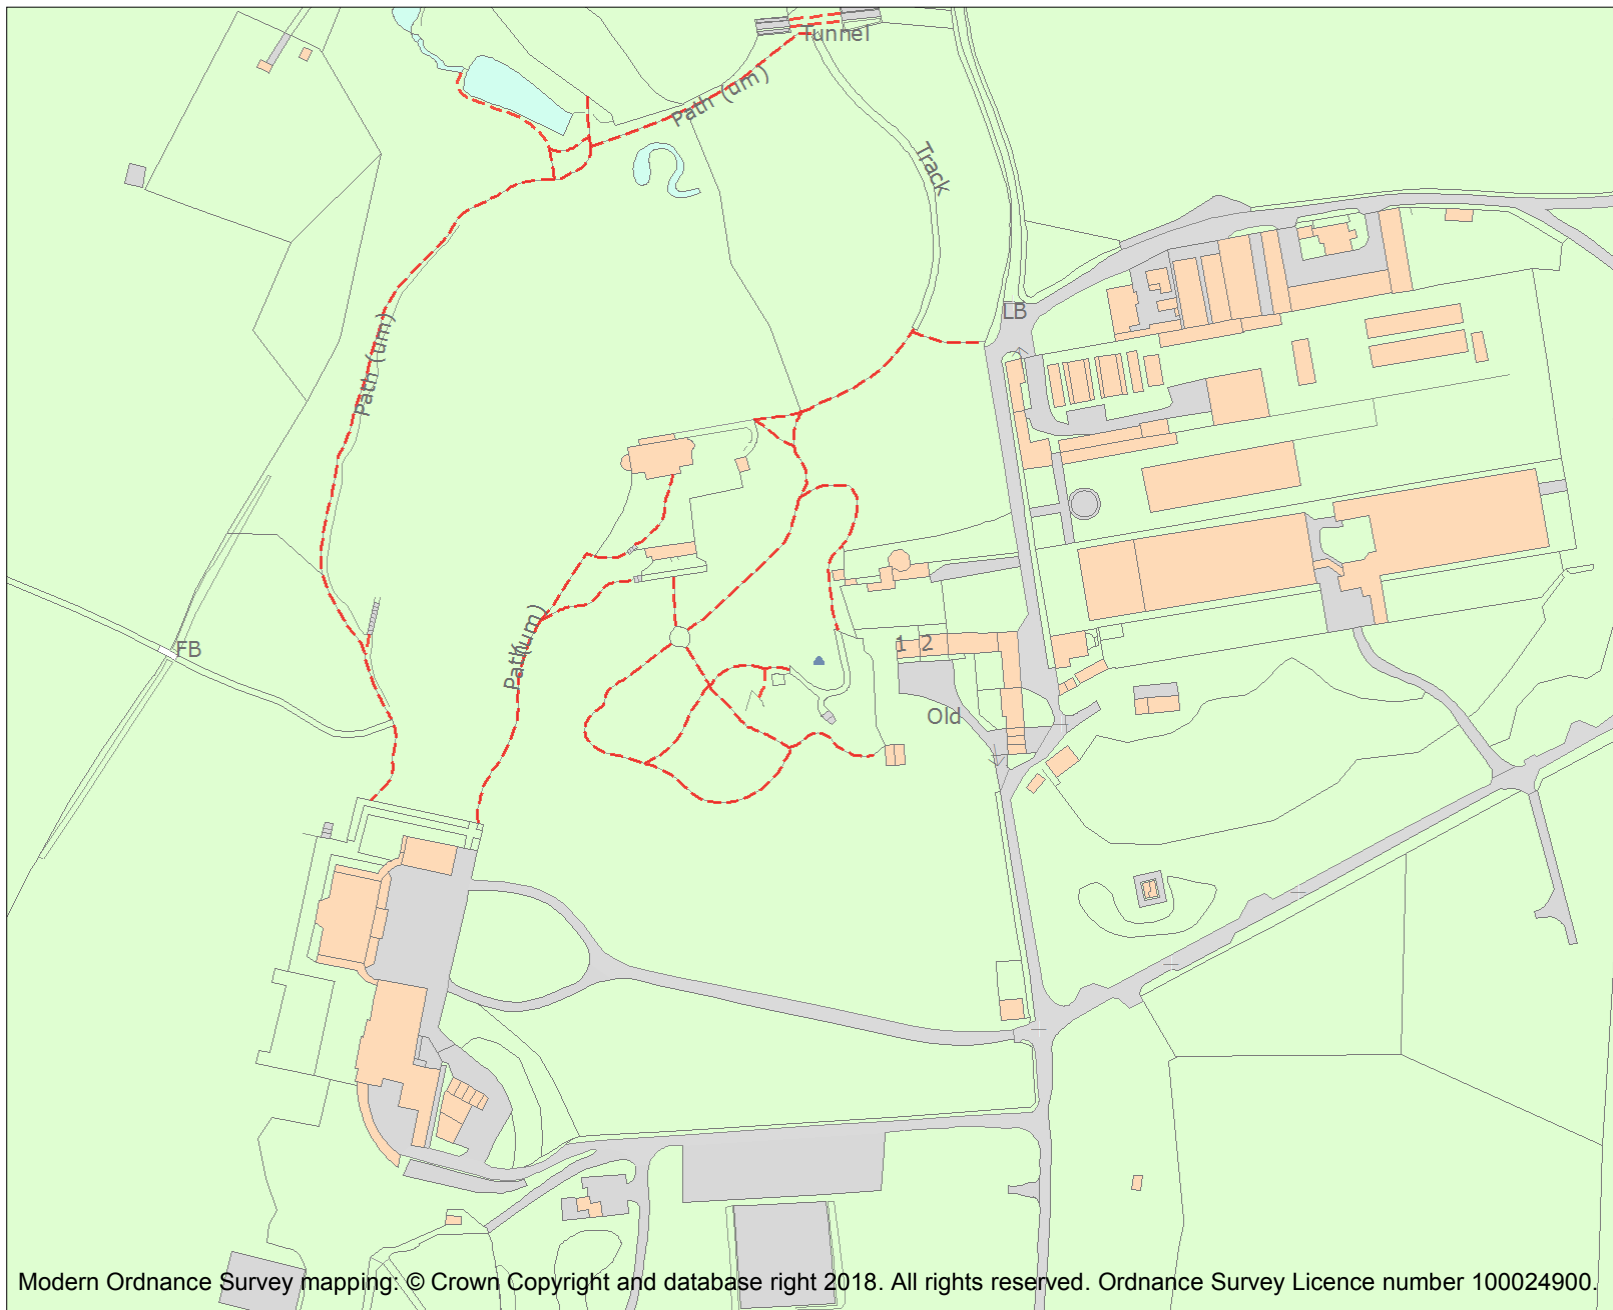 Tunnel
Path (um)
Track
LB
Path (um)
FB
Path(um)
1 2
Old
Modern Ordnance Survey mapping: © Crown Copyright and database right 2018. All rights reserved. Ordnance Survey Licence number 100024900.